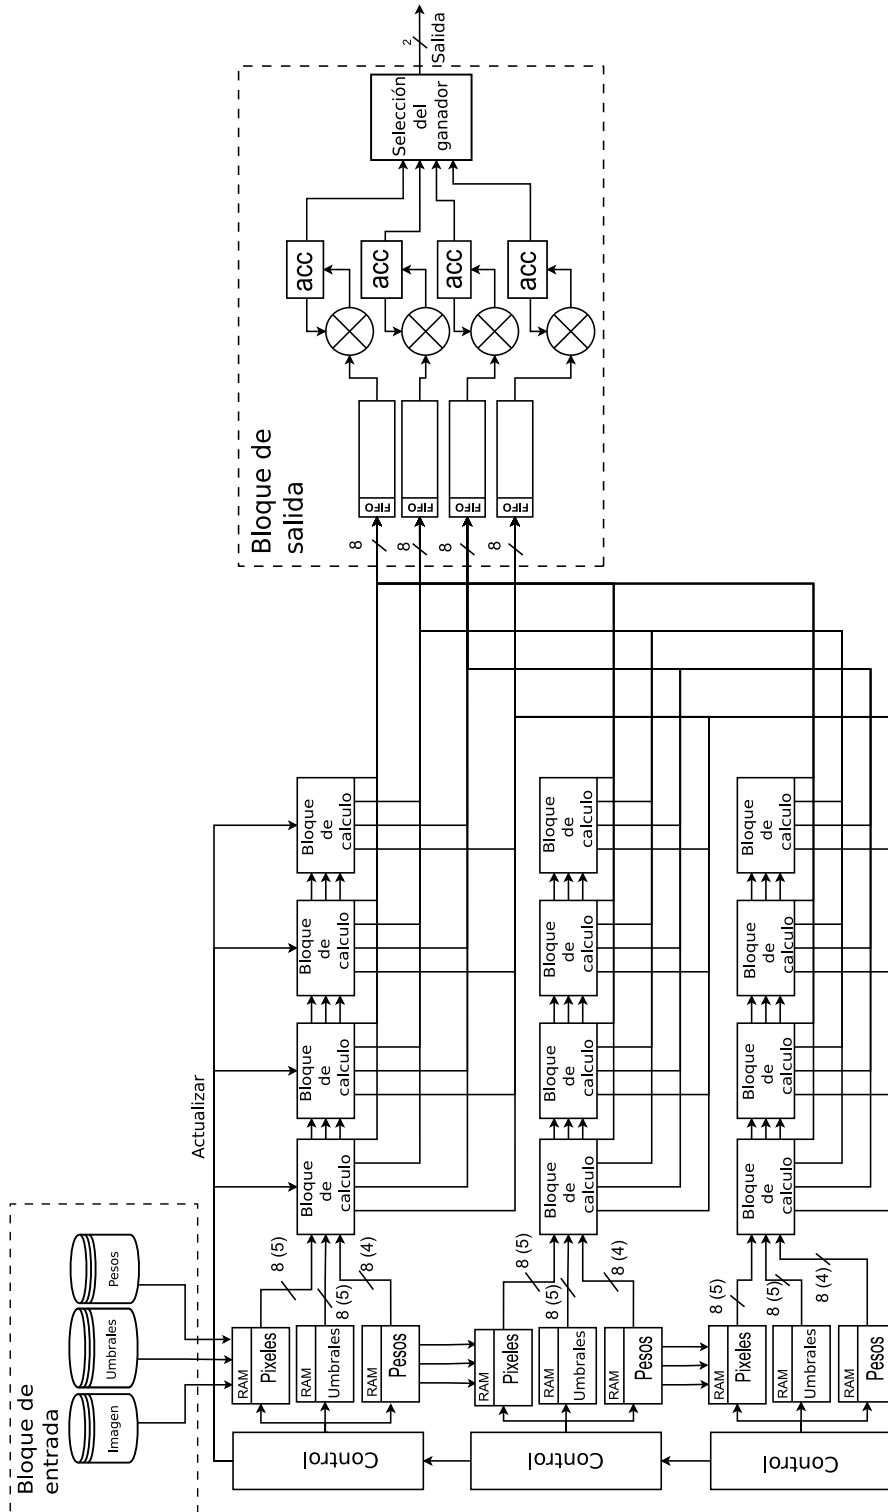 Bloque de
entrada
Imagen
Umbrales
Pesos
Actualizar
Control
RAM
Pixeles
RAM
Umbrales
RAM
Pesos
8 (5)
8 (5)
8 (4)
Bloque
de
calculo
Bloque
de
calculo
Bloque
de
calculo
Bloque
de
calculo
Control
RAM
Pixeles
RAM
Umbrales
RAM
Pesos
8 (5)
8 (5)
8 (4)
Bloque
de
calculo
Bloque
de
calculo
Bloque
de
calculo
Bloque
de
calculo
Control
RAM
Pixeles
RAM
Umbrales
RAM
Pesos
8 (5)
8 (5)
8 (4)
Bloque
de
calculo
Bloque
de
calculo
Bloque
de
calculo
Bloque
de
calculo
Bloque de
salida
8
8
8
8
FIFO
FIFO
FIFO
FIFO
acc
acc
acc
acc
Selección
del
ganador
2
Salida